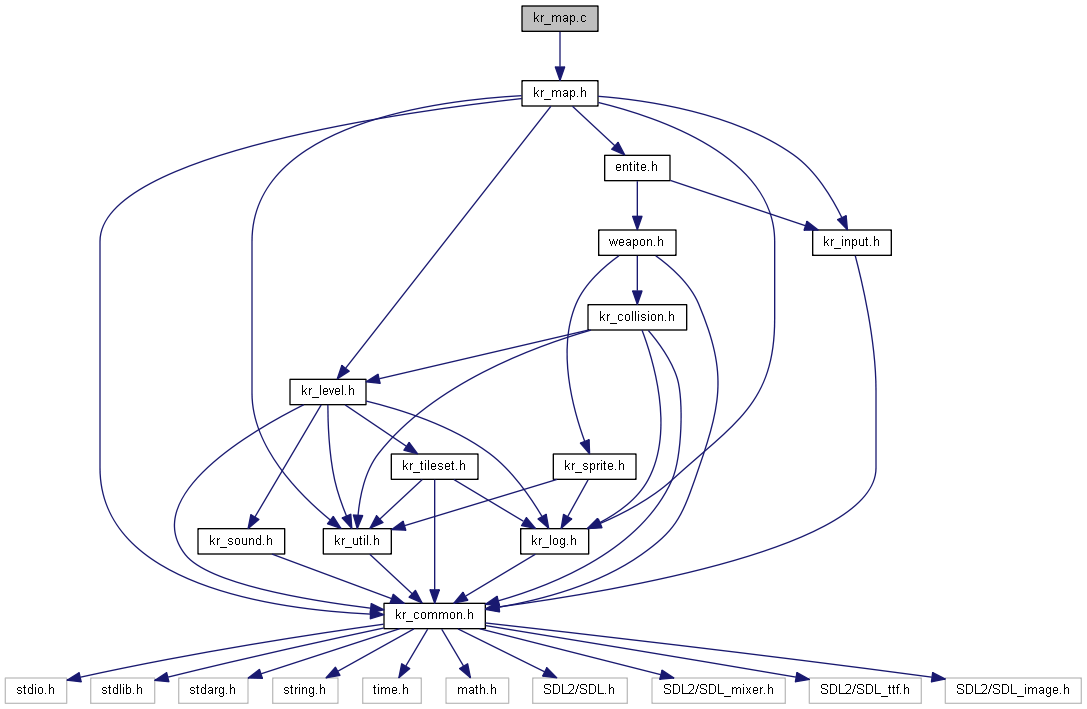 kr_map.c
kr_map.h
entite.h
weapon.h
kr_input.h
kr_collision.h
kr_level.h
kr_tileset.h
kr_sprite.h
kr_sound.h
kr_util.h
kr_log.h
kr_common.h
stdio.h
stdlib.h
stdarg.h
string.h
time.h
math.h
SDL2/SDL.h
SDL2/SDL_mixer.h
SDL2/SDL_ttf.h
SDL2/SDL_image.h